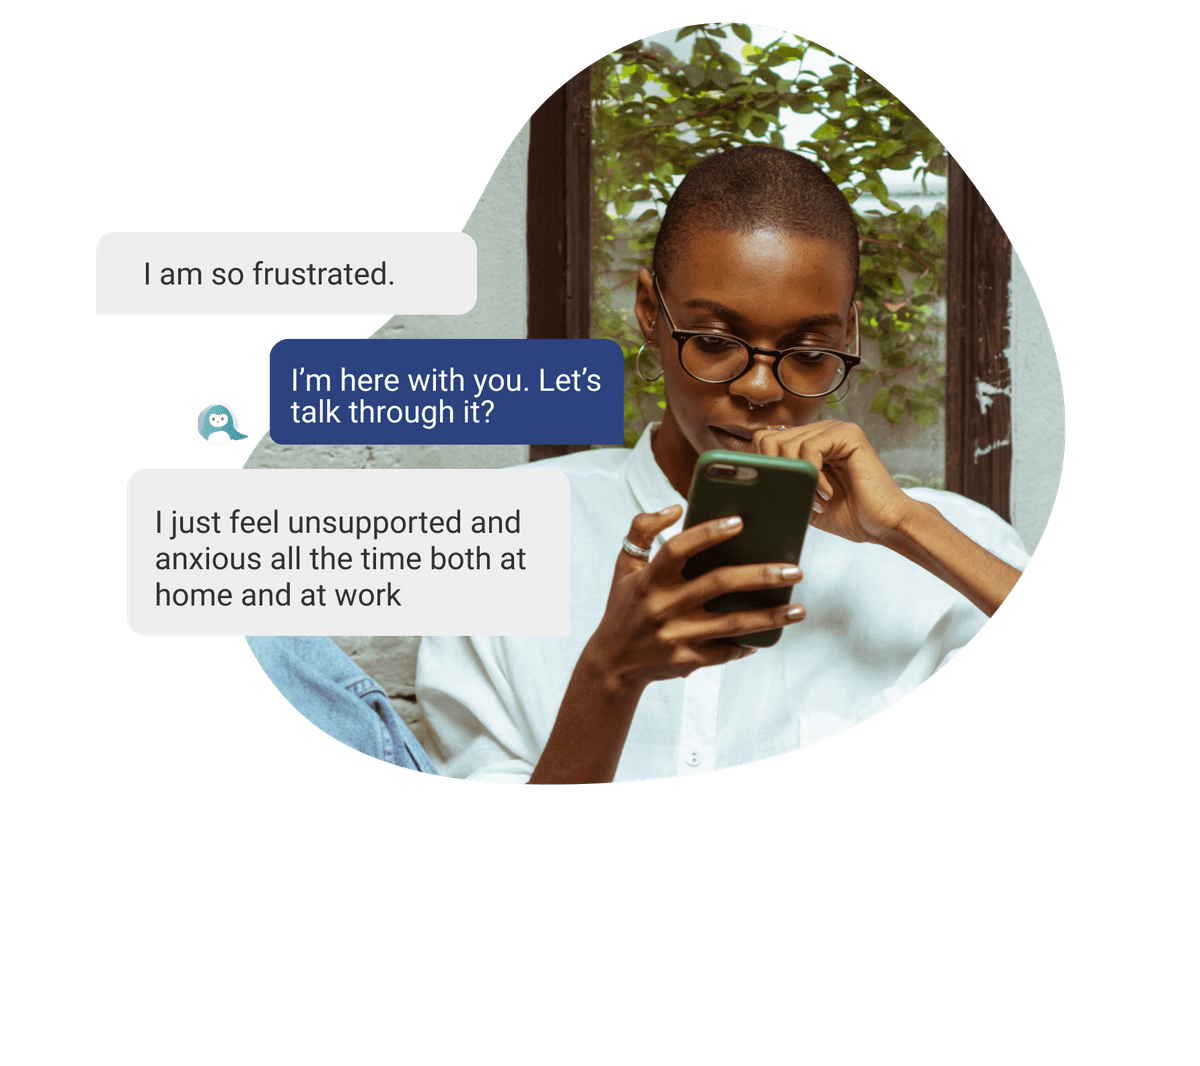 I am so frustrated.
I’m here with you. Let’s
talk through it?
I just feel unsupported and
anxious all the time both at
home and at work